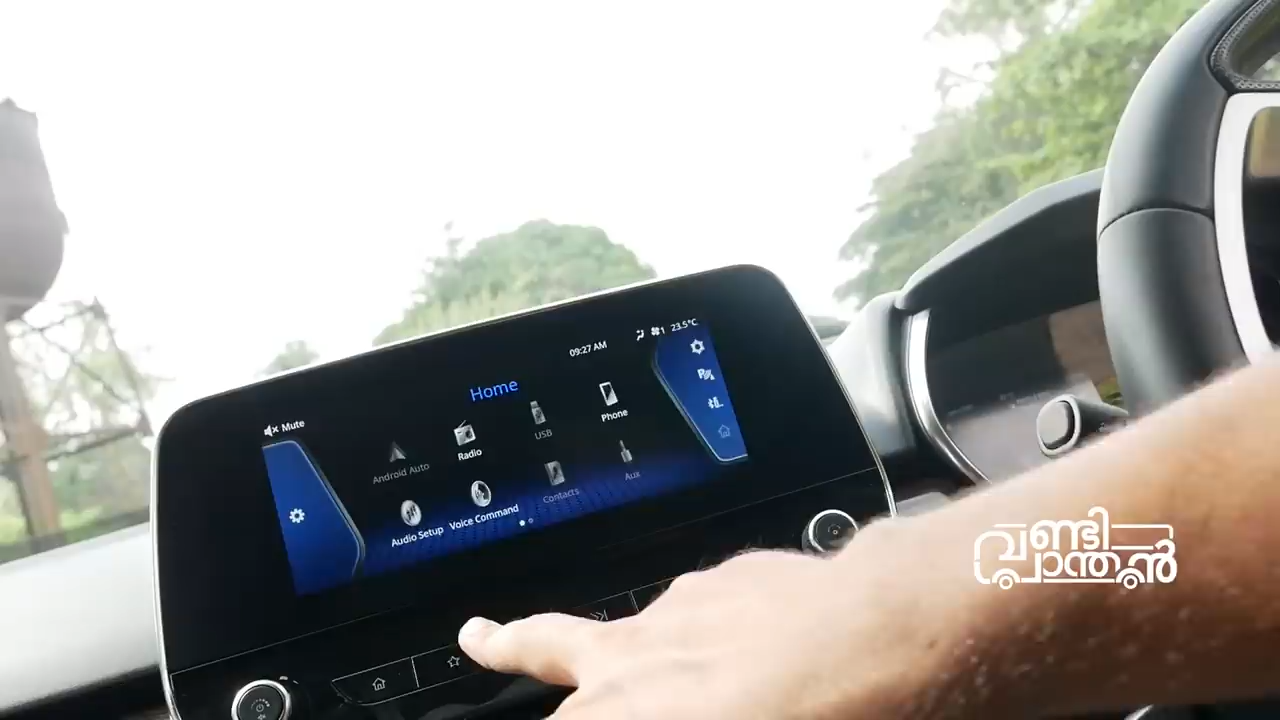 09:27 AM
1 23.5°C
Home
Mute
Android Auto
Radio
USB
Phone
Audio Setup
Voice Command
Contacts
Aux
വണ്ടി
പ്രാന്തൻ